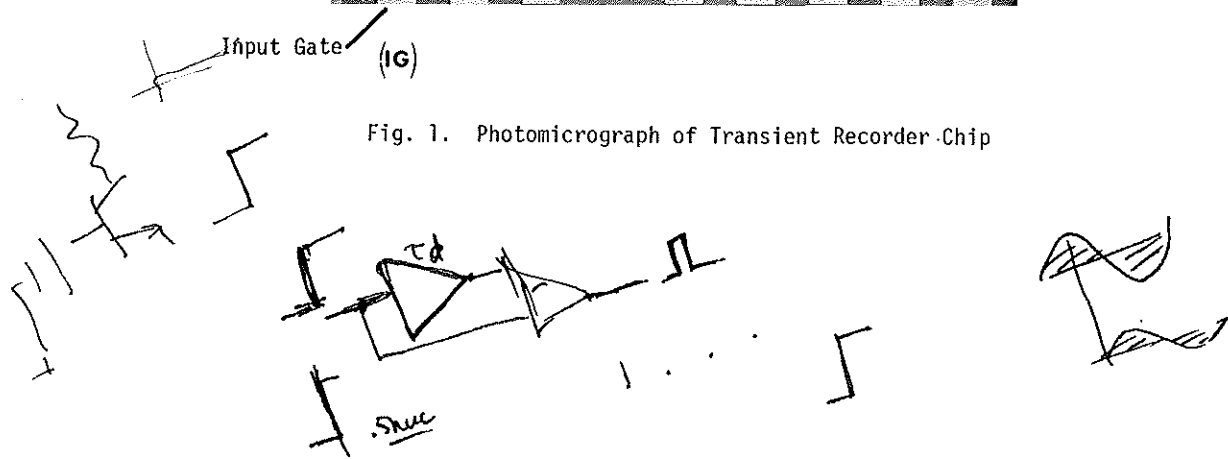 Input Gate
(IG)
Fig. 1. Photomicrograph of Transient Recorder Chip
τd